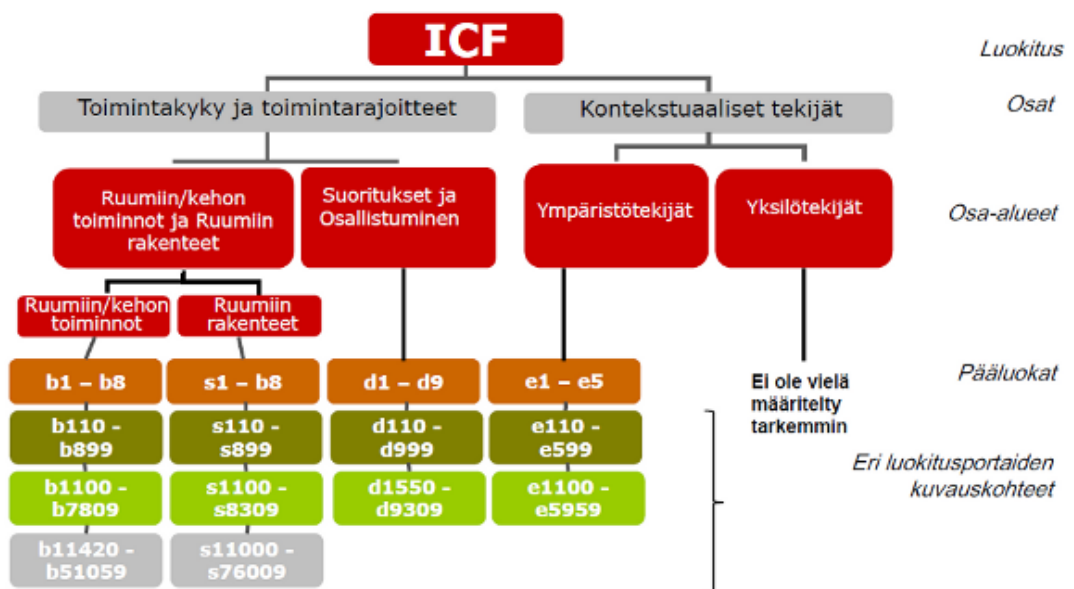 ICF
Luokitus
Toimintakyky ja toimintarajoitteet
Kontekstuaaliset tekijät
Osat
Ruumiin/kehon
toiminnot ja Ruumiin
rakenteet
Suoritukset ja
Osallistuminen
Ympäristötekijät
Yksilötekijät
Osa-alueet
Ruumiin/kehon
toiminnot
Ruumiin
rakenteet
b1 – b8
s1 – b8
d1 – d9
e1 – e5
Ei ole vielä
määritelty
tarkemmin
Pääluokat
b110 -
b899
s110 -
s899
d110 -
d999
e110 -
e599
Eri luokitusportaiden
kuvauskohteet
b1100 -
b7809
s1100 -
s8309
d1550 -
d9309
e1100 -
e5959
b11420 -
b51059
s11000 -
s76009